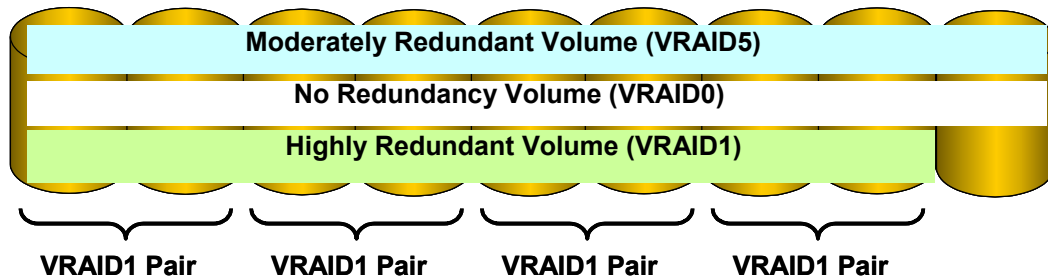 Moderately Redundant Volume (VRAID5)
No Redundancy Volume (VRAID0)
Highly Redundant Volume (VRAID1)
VRAID1 Pair VRAID1 Pair VRAID1 Pair VRAID1 Pair